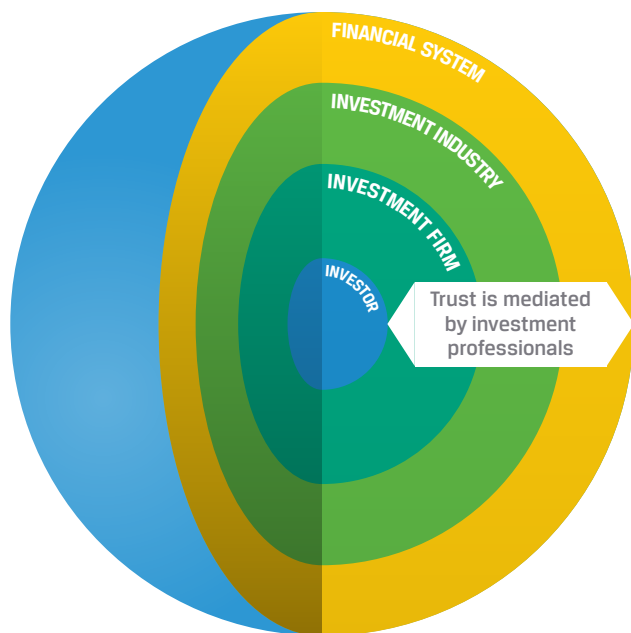 FINANCIAL SYSTEM
INVESTMENT INDUSTRY
INVESTMENT FIRM
INVESTOR
Trust is mediated
by investment
professionals